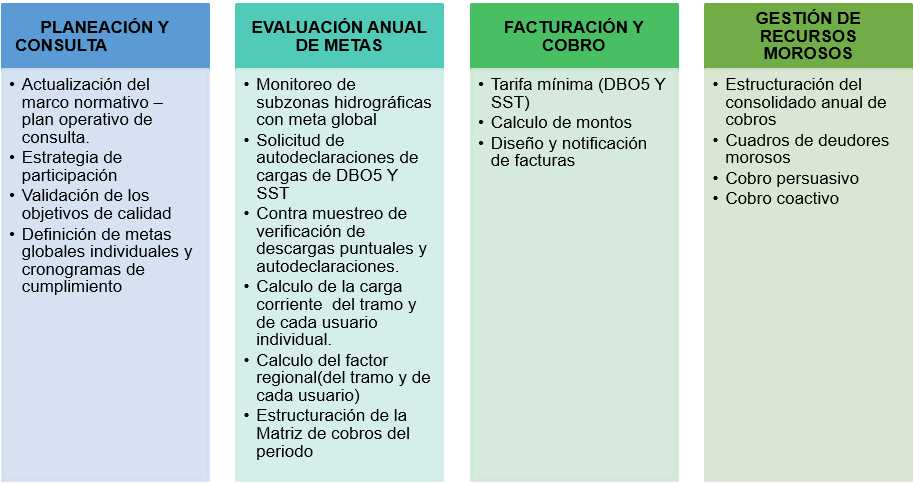 PLANEACIÓN Y
CONSULTA
• Actualización del
marco normativo –
plan operativo de
consulta.
• Estrategia de
participación
• Validación de los
objetivos de calidad
• Definición de metas
globales individuales y
cronogramas de
cumplimiento
EVALUACIÓN ANUAL
DE METAS
• Monitoreo de
subzonas hidrográficas
con meta global
• Solicitud de
autodeclaraciones de
cargas de DBO5 Y
SST
• Contra muestreo de
verificación de
descargas puntuales y
autodeclaraciones.
• Calculo de la carga
corriente  del tramo y
de cada usuario
individual.
• Calculo del factor
regional(del tramo y de
cada usuario)
• Estructuración de la
Matriz de cobros del
periodo
FACTURACIÓN Y
COBRO
• Tarifa mínima (DBO5 Y
SST)
• Calculo de montos
• Diseño y notificación
de facturas
GESTIÓN DE
RECURSOS
MOROSOS
• Estructuración del
consolidado anual de
cobros
• Cuadros de deudores
morosos
• Cobro persuasivo
• Cobro coactivo